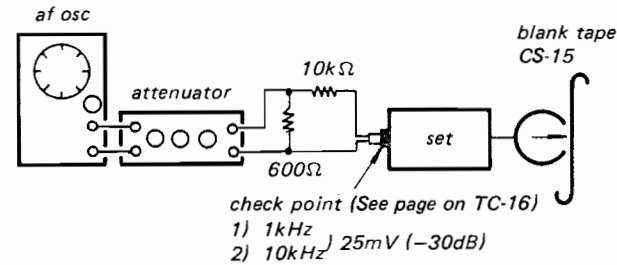 af osc
blank tape
CS-15
10kΩ
attenuator
set
600Ω
check point (See page on TC-16)
1) 1kHz
2) 10kHz ) 25mV (−30dB)